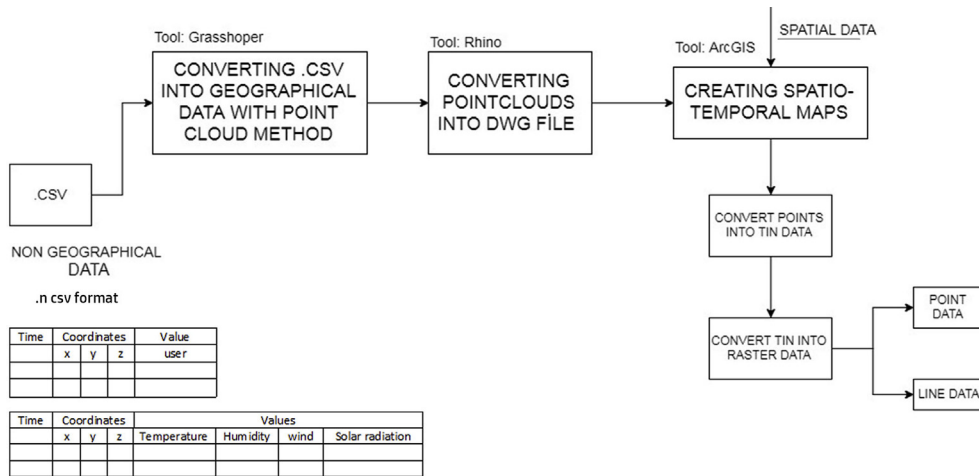 Tool: Grasshoper
CONVERTING .CSV
INTO GEOGRAPHICAL
DATA WITH POINT
CLOUD METHOD
Tool: Rhino
CONVERTING
POINTCLOUDS
INTO DWG FİLE
SPATIAL DATA
Tool: ArcGIS
CREATING SPATIO-
TEMPORAL MAPS
.CSV
NON GEOGRAPHICAL
DATA
.n csv format
CONVERT POINTS
INTO TIN DATA
CONVERT TIN INTO
RASTER DATA
POINT
DATA
LINE DATA
Time Coordinates Value
x y z user
Time Coordinates Values
x y z Temperature Humidity wind Solar radiation